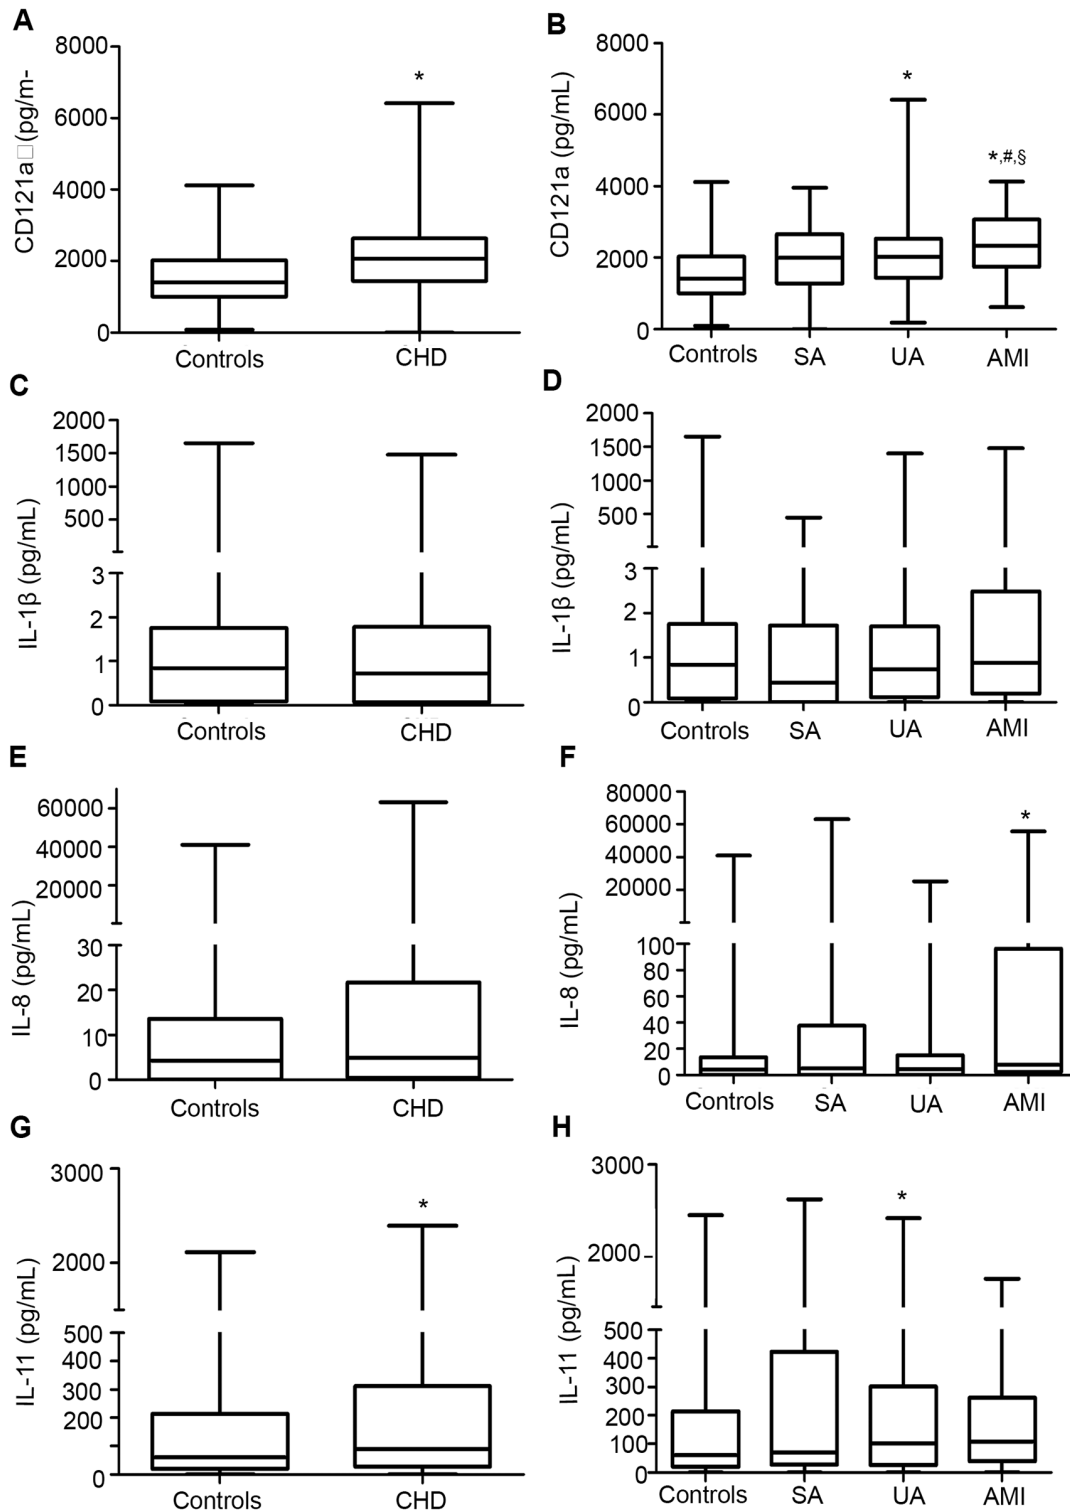 A
CD121a□(pg/m-
8000
6000
4000
2000
0
*
Controls
CHD
B
CD121a (pg/mL)
8000
6000
4000
2000
0
*
*,#,§
Controls
SA
UA
AMI
C
IL-1β (pg/mL)
2000
1500
1000
500
3
2
1
0
Controls
CHD
D
IL-1β (pg/mL)
2000
1500
1000
500
3
2
1
0
Controls
SA
UA
AMI
E
IL-8 (pg/mL)
60000
40000
20000
30
20
10
0
Controls
CHD
F
IL-8 (pg/mL)
80000
60000
40000
20000
100
80
60
40
20
0
*
Controls
SA
UA
AMI
G
IL-11 (pg/mL)
3000
2000
500
400
300
200
0
*
Controls
CHD
H
IL-11 (pg/mL)
3000
2000
500
400
300
200
100
0
*
Controls
SA
UA
AMI